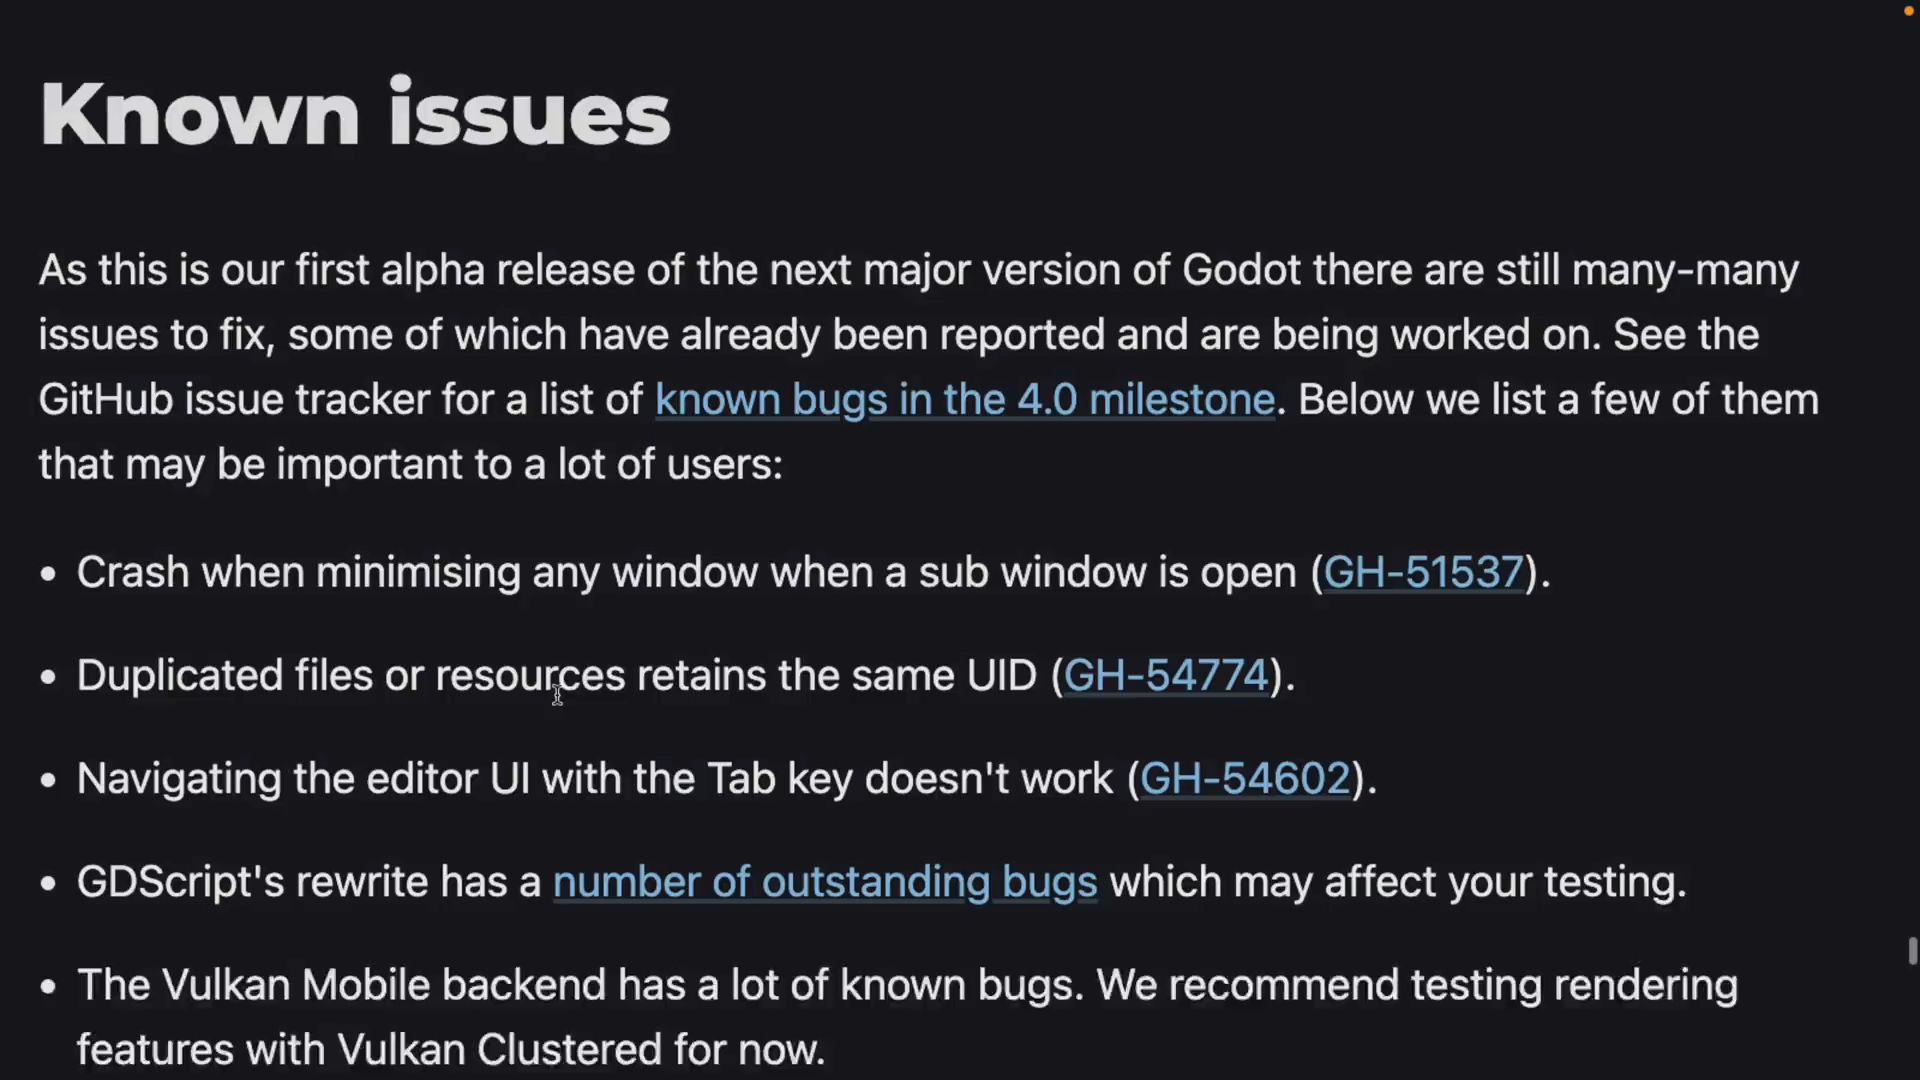 Known issues
As this is our first alpha release of the next major version of Godot there are still many-many
issues to fix, some of which have already been reported and are being worked on. See the
GitHub issue tracker for a list of known bugs in the 4.0 milestone. Below we list a few of them
that may be important to a lot of users:
• Crash when minimising any window when a sub window is open (GH-51537).
• Duplicated files or resources retains the same UID (GH-54774).
• Navigating the editor UI with the Tab key doesn't work (GH-54602).
• GDScript's rewrite has a number of outstanding bugs which may affect your testing.
• The Vulkan Mobile backend has a lot of known bugs. We recommend testing rendering
features with Vulkan Clustered for now.